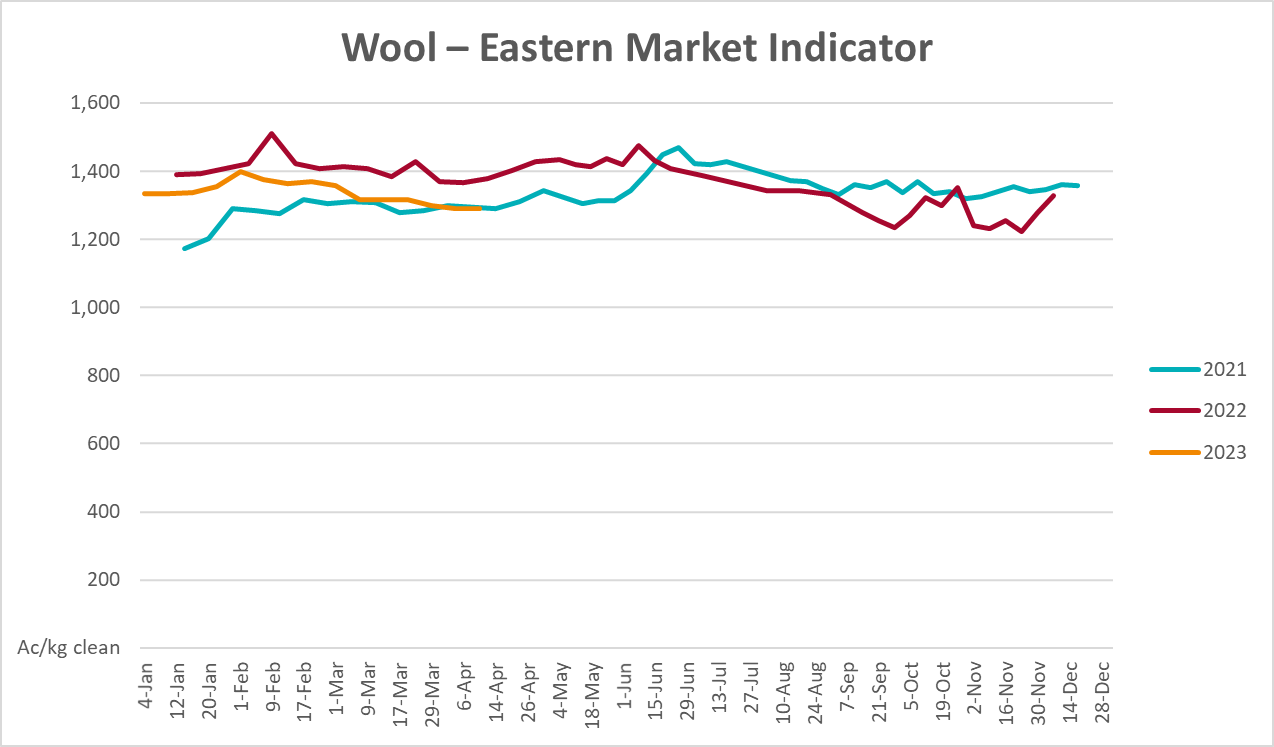 Wool – Eastern Market Indicator
1,600
1,400
1,200
1,000
800
600
400
200
Ac/kg clean
4-Jan
12-Jan
20-Jan
1-Feb
9-Feb
17-Feb
1-Mar
9-Mar
17-Mar
29-Mar
6-Apr
14-Apr
26-Apr
4-May
18-May
1-Jun
15-Jun
29-Jun
13-Jul
27-Jul
10-Aug
24-Aug
7-Sep
21-Sep
5-Oct
19-Oct
2-Nov
16-Nov
30-Nov
14-Dec
28-Dec
2021
2022
2023